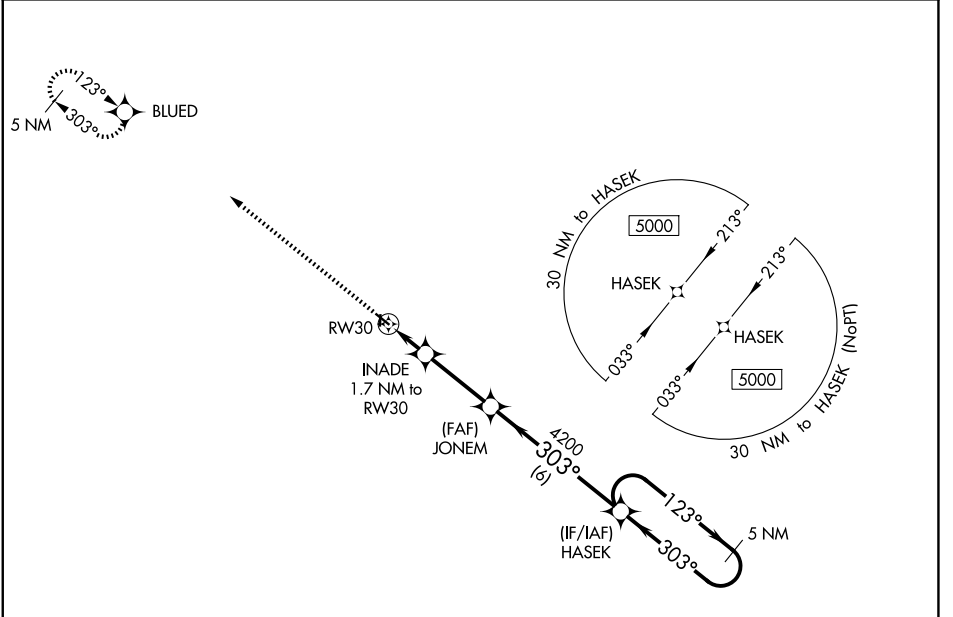 123°
BLUED
303°
5 NM
30 NM to HASEK
5000
213°
HASEK
033°
213°
HASEK
033°
5000
30 NM to HASEK (NoPT)
RW30
INADE
1.7 NM to
RW30
(FAF)
JONEM
4200
303°
(6)
(IF/IAF)
HASEK
123°
303°
5 NM